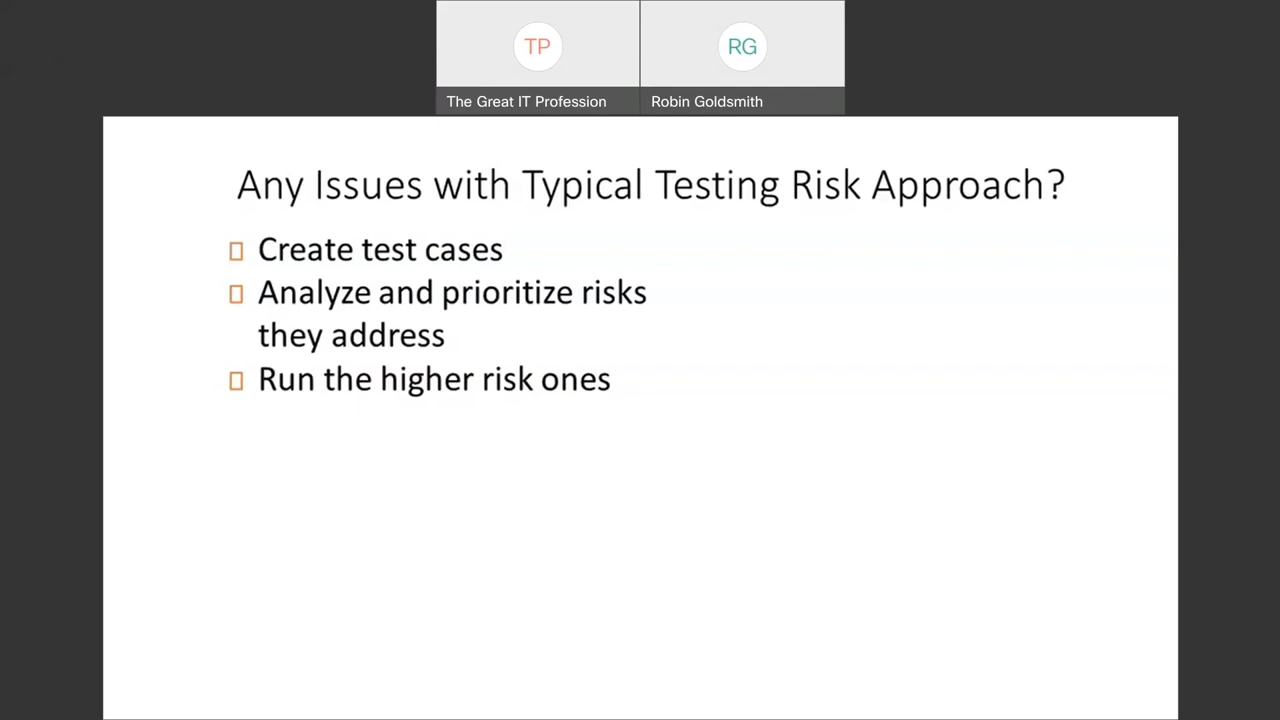 TP
RG
The Great IT Profession
Robin Goldsmith
Any Issues with Typical Testing Risk Approach?
Create test cases
Analyze and prioritize risks
they address
Run the higher risk ones